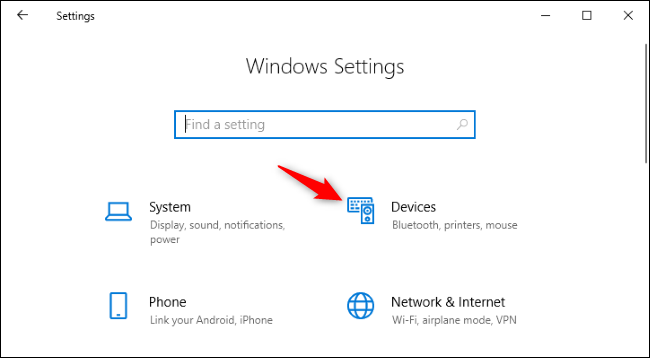 Settings
Windows Settings
Find a setting
System
Display, sound, notifications,
power
Devices
Bluetooth, printers, mouse
Phone
Link your Android, iPhone
Network & Internet
Wi-Fi, airplane mode, VPN